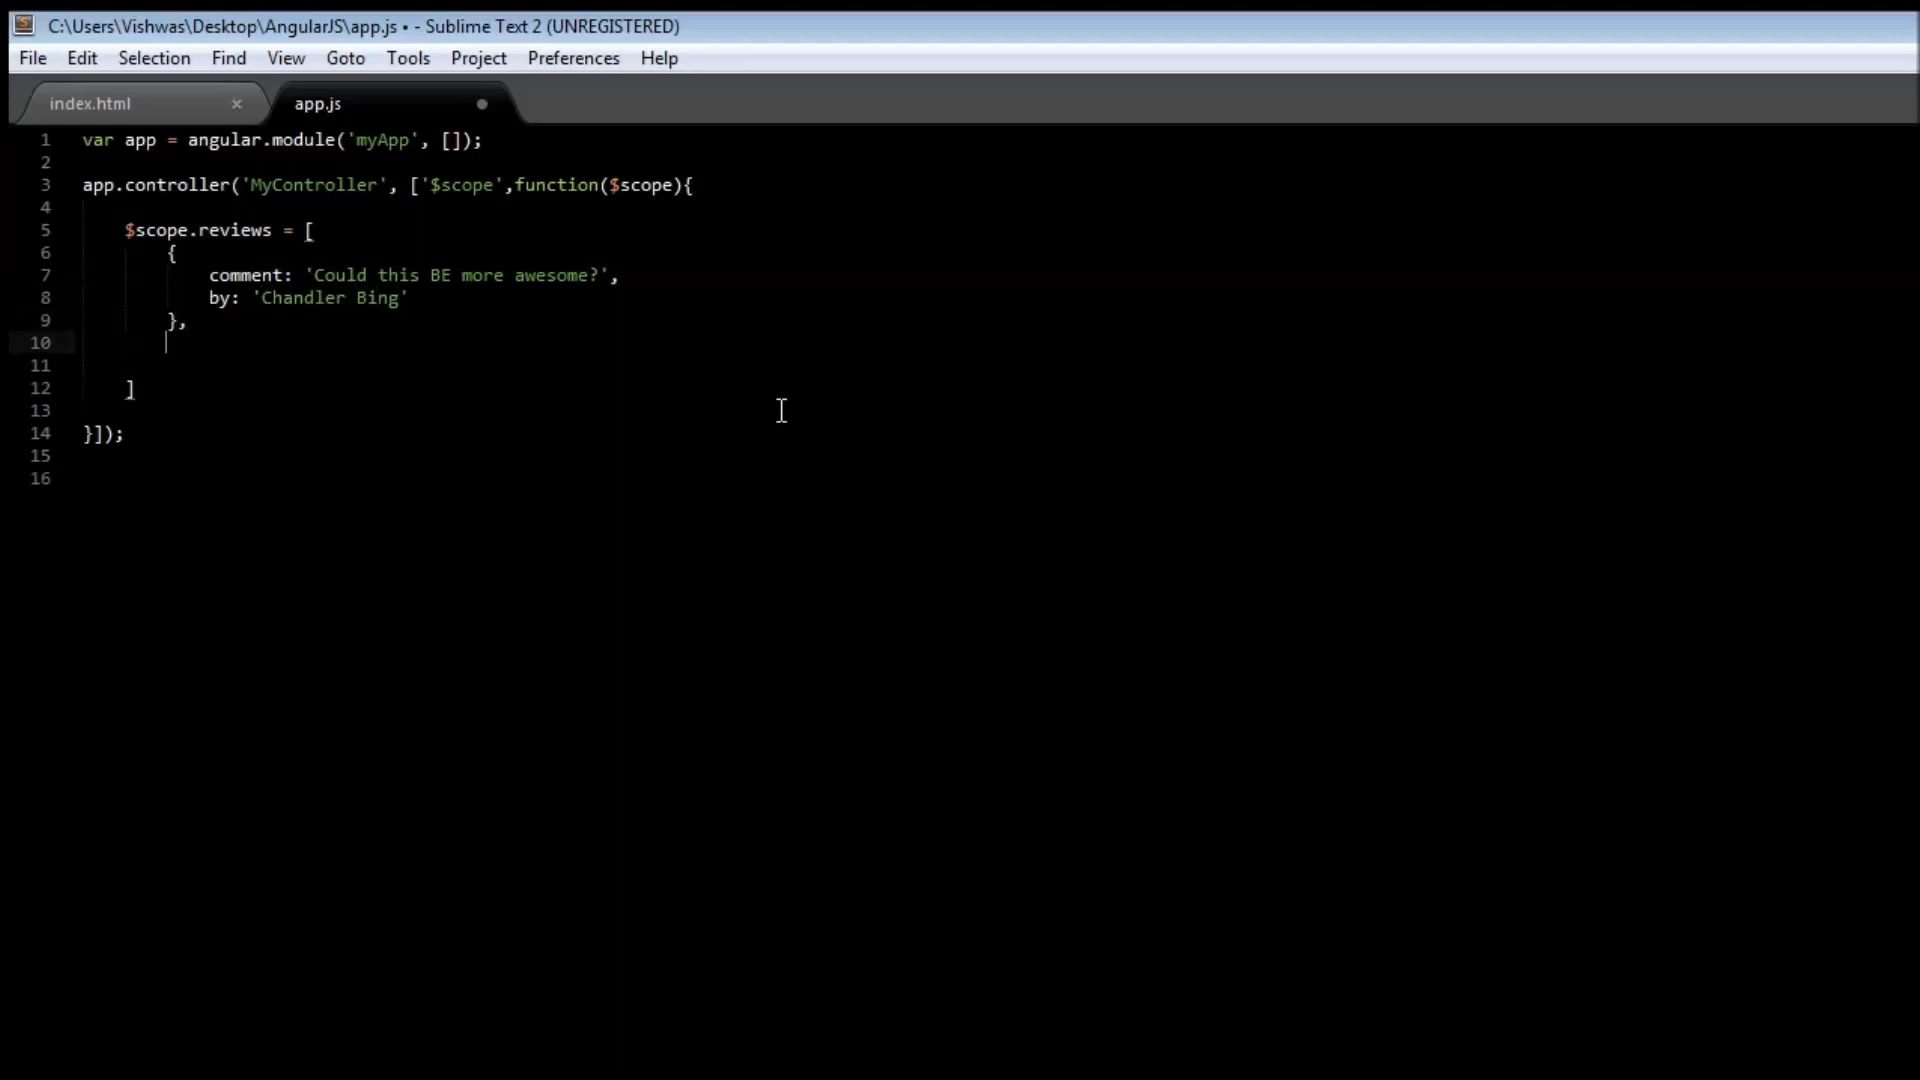 C:\Users\Vishwas\Desktop\AngularJS\app.js • - Sublime Text 2 (UNREGISTERED)
File Edit Selection Find View Goto Tools Project Preferences Help
index.html × app.js
1 var app = angular.module('myApp', []);
2
3 app.controller('MyController', ['$scope',function($scope){
4
5 $scope.reviews = [
6 {
7 comment: 'Could this BE more awesome?',
8 by: 'Chandler Bing'
9 },
10
11
12 ]
13
14 }]);
15
16